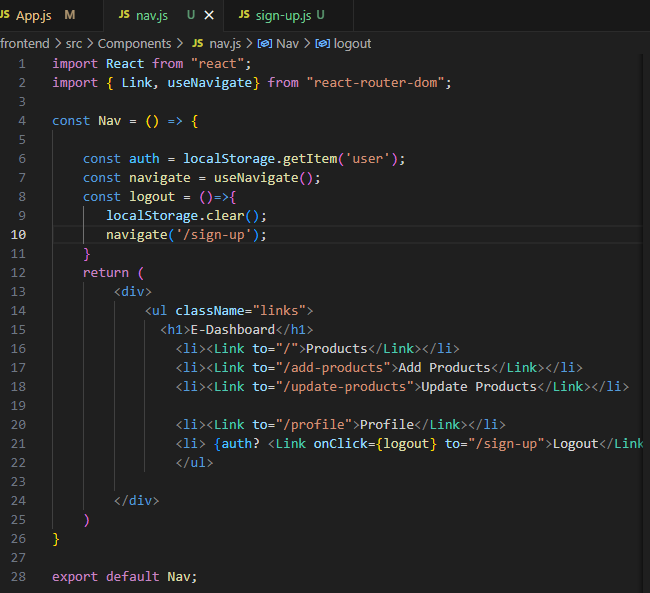 JS App.js M JS nav.js U × JS sign-up.js U
frontend > src > Components > JS nav.js > Nav > logout
1 import React from "react";
2 import { Link, useNavigate} from "react-router-dom";
3
4 const Nav = () => {
5
6 const auth = localStorage.getItem('user');
7 const navigate = useNavigate();
8 const logout = ()=>{
9 localStorage.clear();
10 navigate('/sign-up');
11 }
12 return (
13 <div>
14 <ul className="links">
15 <h1>E-Dashboard</h1>
16 <li><Link to="/">Products</Link></li>
17 <li><Link to="/add-products">Add Products</Link></li>
18 <li><Link to="/update-products">Update Products</Link></li>
19
20 <li><Link to="/profile">Profile</Link></li>
21 <li> {auth? <Link onClick={logout} to="/sign-up">Logout</Link
22 </ul>
23
24 </div>
25 )
26 }
27
28 export default Nav;